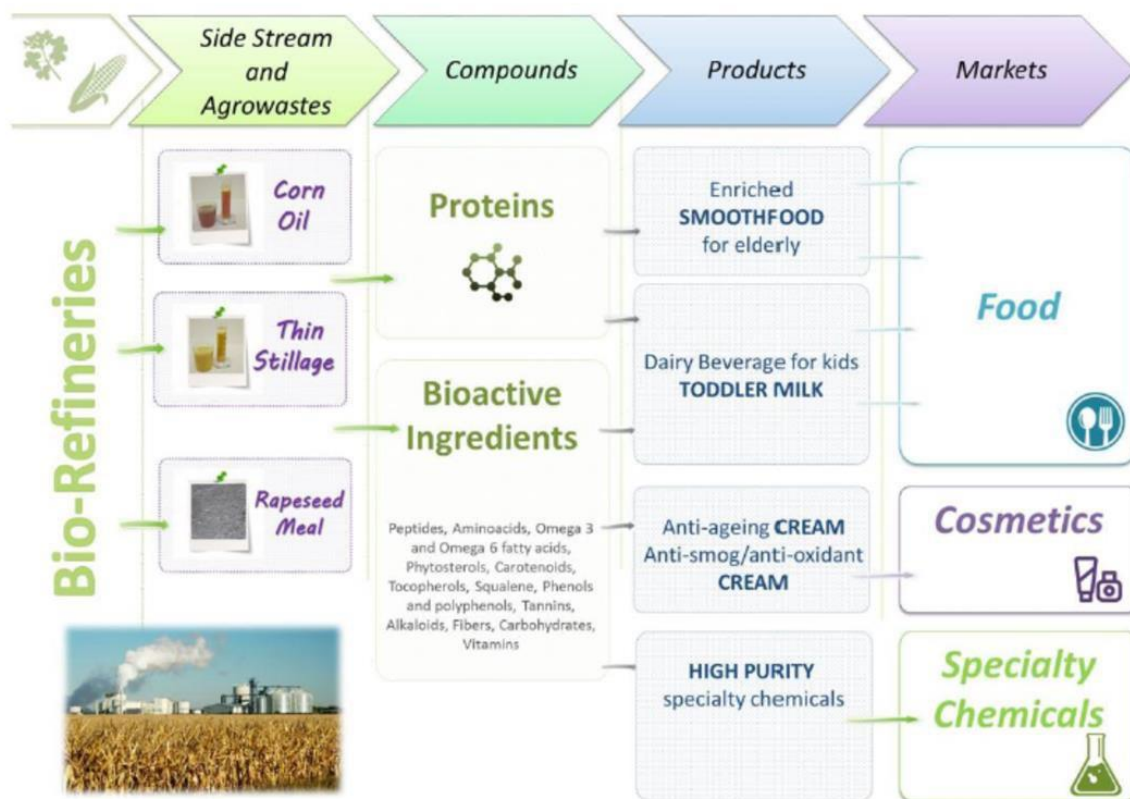 Side Stream
and
Agrowastes
Compounds
Products
Markets
Bio-Refineries
Corn
Oil
Thin
Stillage
Rapeseed
Meal
Proteins
Bioactive
Ingredients
Peptides, Aminoacids, Omega 3
and Omega 6 fatty acids,
Phytosterols, Carotenoids,
Tocopherols, Squalene, Phenols
and polyphenols, Tannins,
Alkaloids, Fibers, Carbohydrates,
Vitamins
Enriched
SMOOTHFOOD
for elderly
Dairy Beverage for kids
TODDLER MILK
Anti-ageing CREAM
Anti-smog/anti-oxidant
CREAM
HIGH PURITY
specialty chemicals
Food
Cosmetics
Specialty
Chemicals